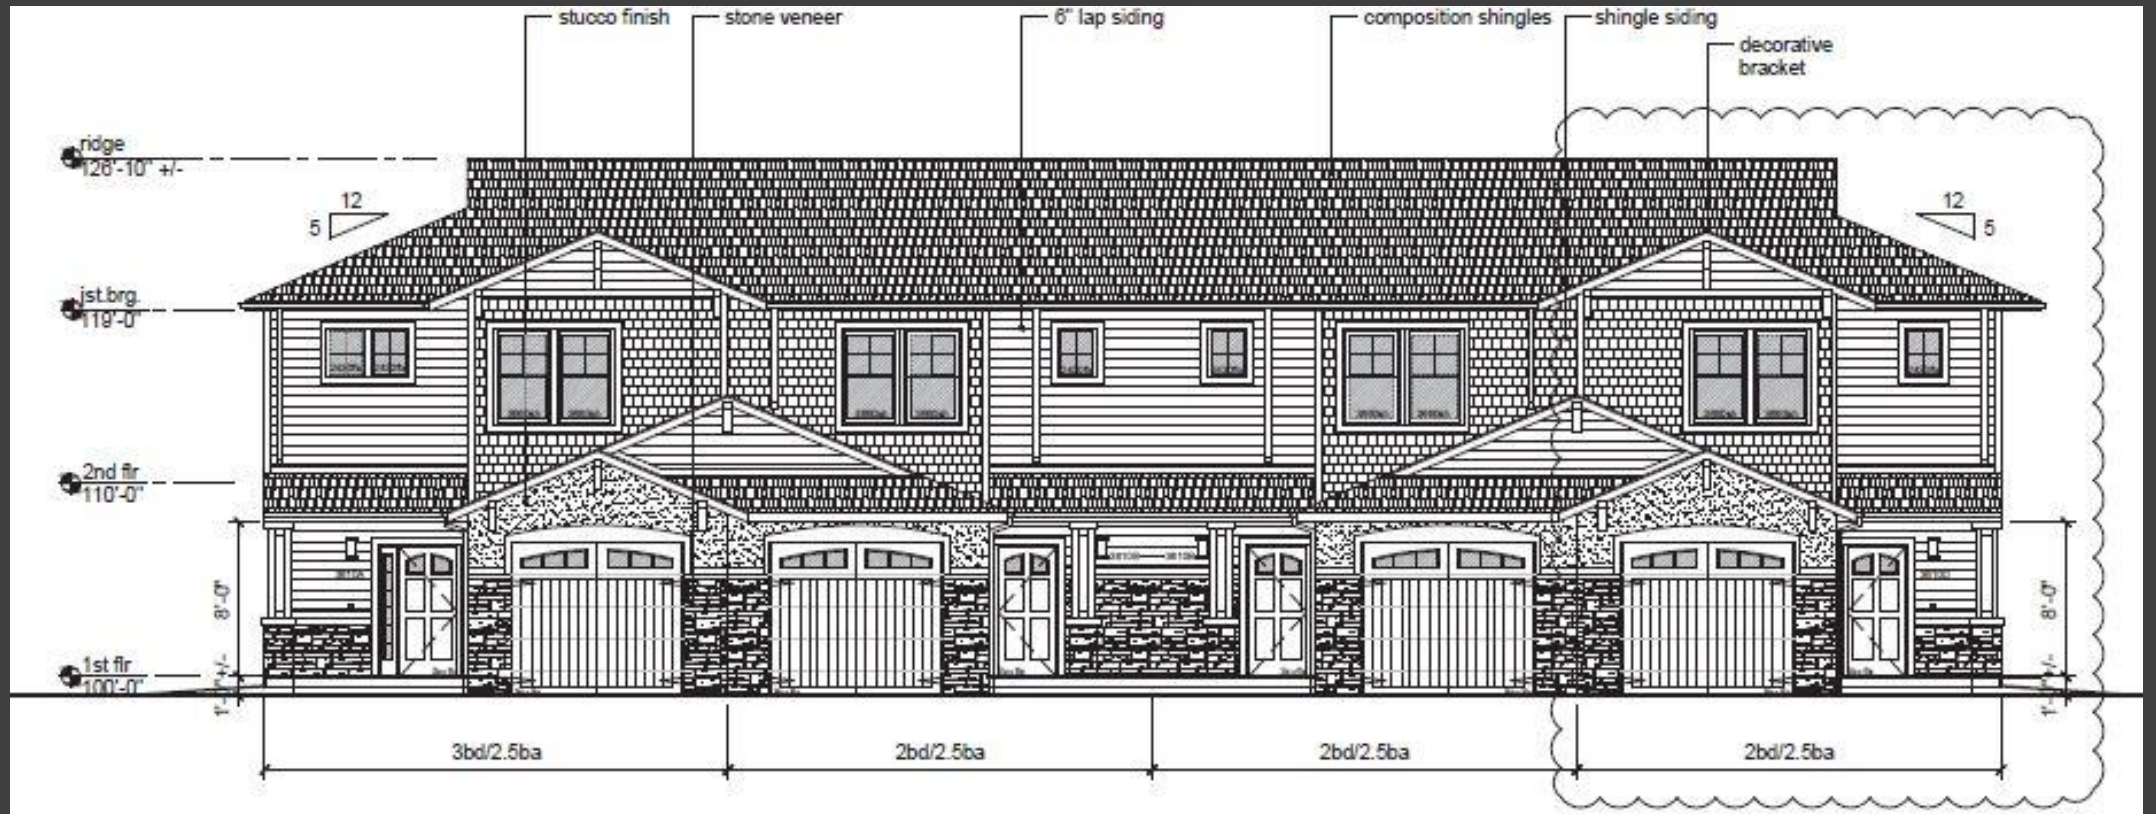 stucco finish
stone veneer
6" lap siding
composition shingles
shingle siding
decorative
bracket
ridge
126'-10" +/-
12
5
12
5
jst.brg.
119'-0"
2nd flr
110'-0"
8'-0"
8'-0"
1st flr
100'-0"
3bd/2.5ba
2bd/2.5ba
2bd/2.5ba
2bd/2.5ba